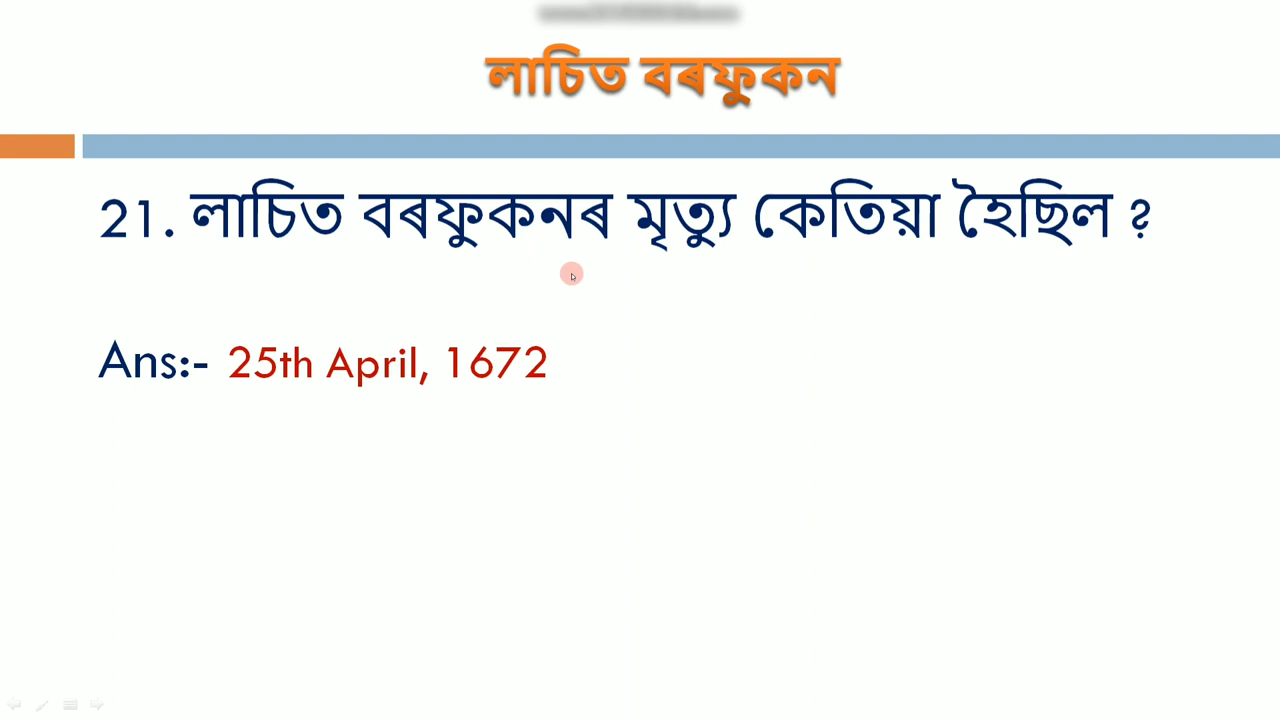 লাচিত বৰফুকন
21. লাচিত বৰফুকনৰ মৃত্যু কেতিয়া হৈছিল ?
Ans:- 25th April, 1672